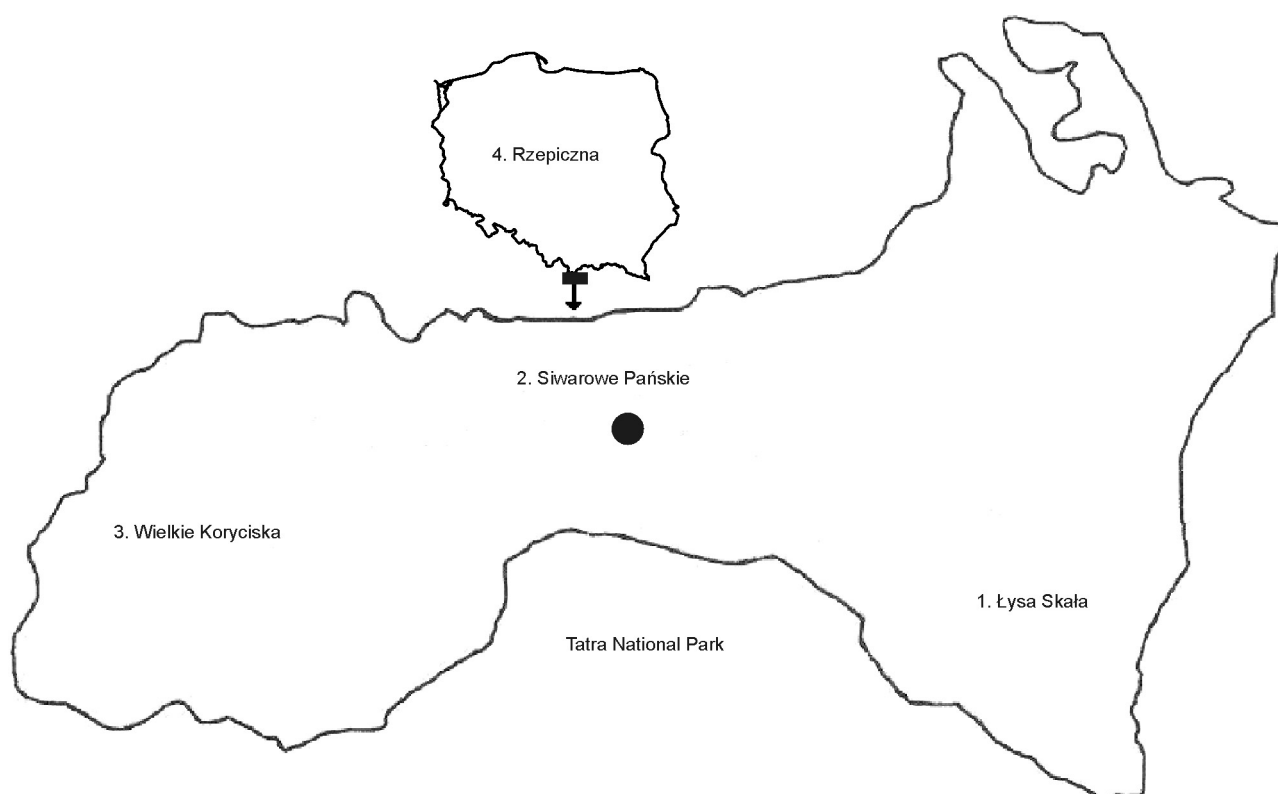 4. Rzepiczna
2. Siwarowe Pańskie
3. Wielkie Koryciska
1. Łysa Skała
Tatra National Park